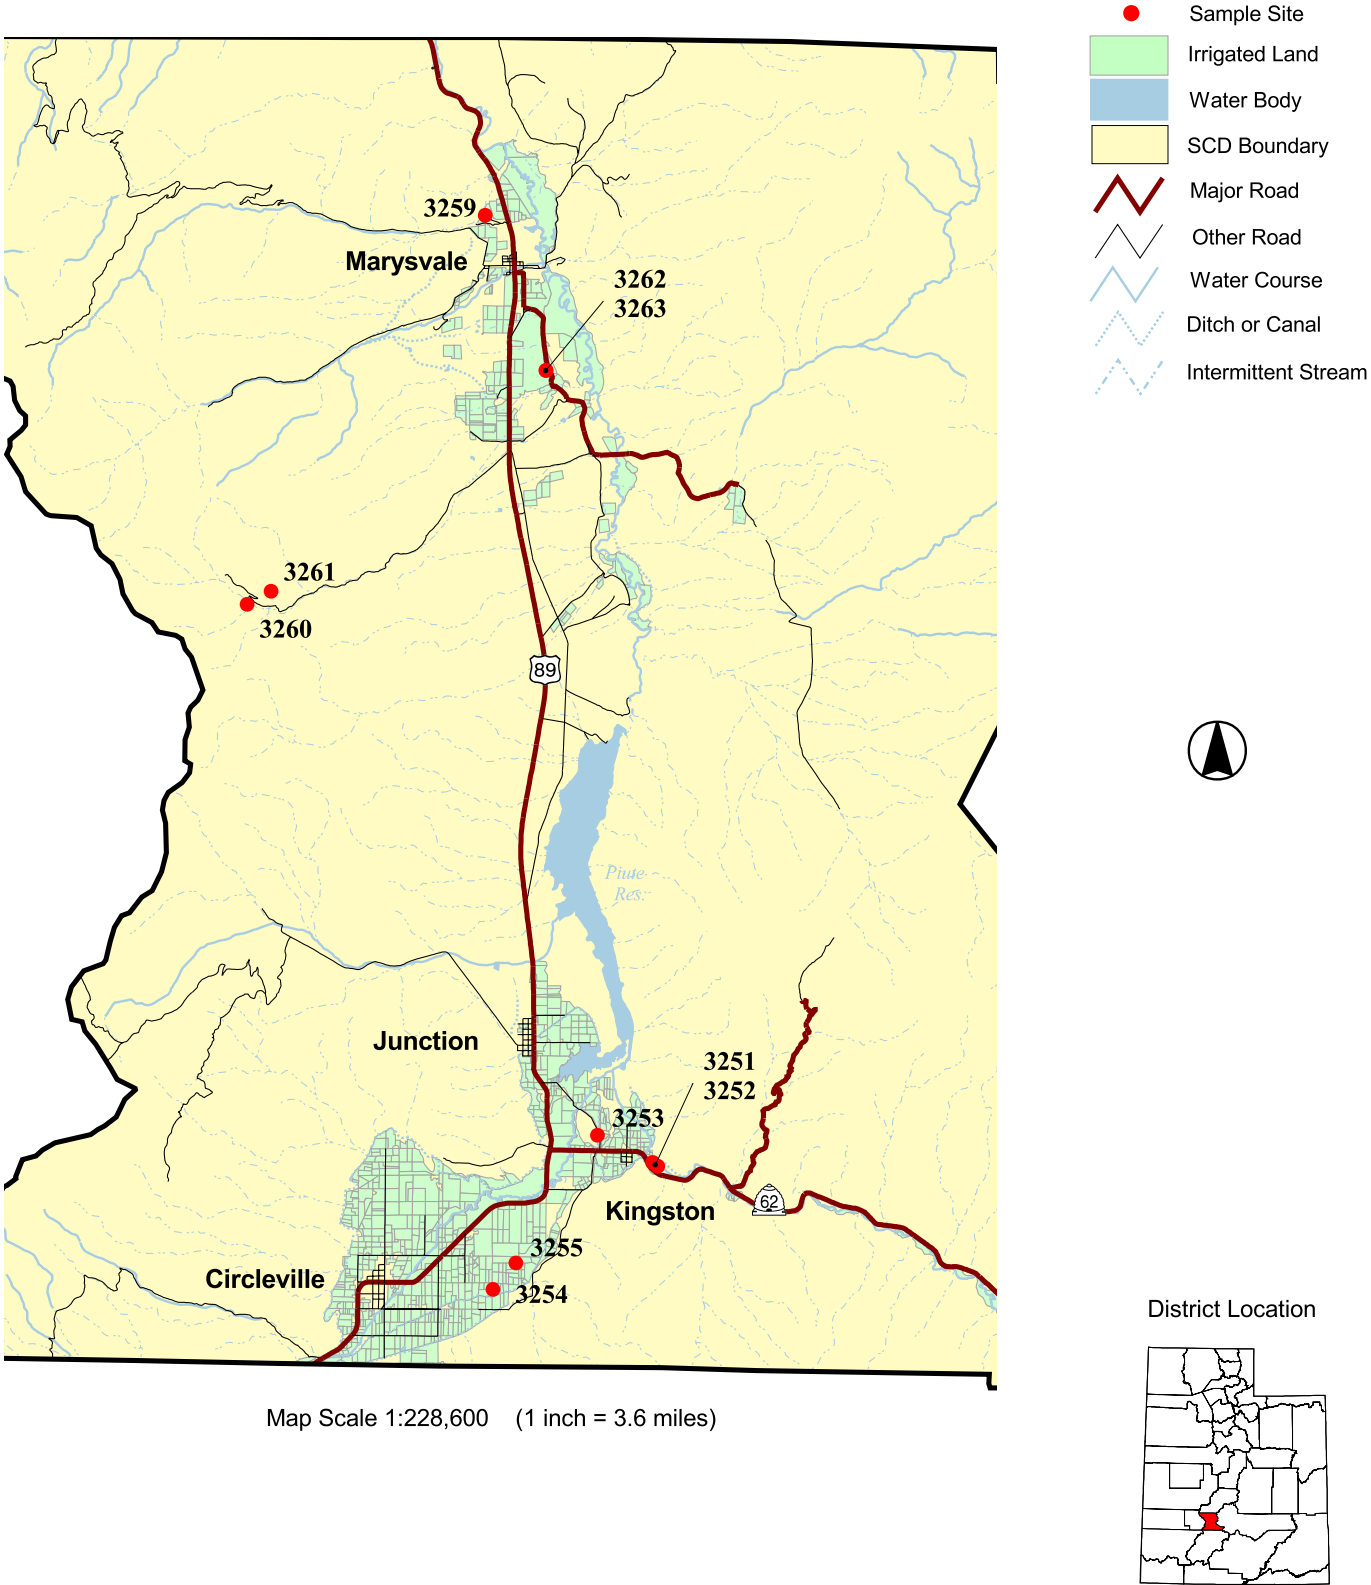 Sample Site
Irrigated Land
Water Body
SCD Boundary
Major Road
Other Road
Water Course
Ditch or Canal
Intermittent Stream
3259
Marysvale
3262
3263
3261
3260
89
Piute
Res.
Junction
3251
3252
3253
62
Kingston
3255
Circleville
3254
District Location
Map Scale 1:228,600 (1 inch = 3.6 miles)